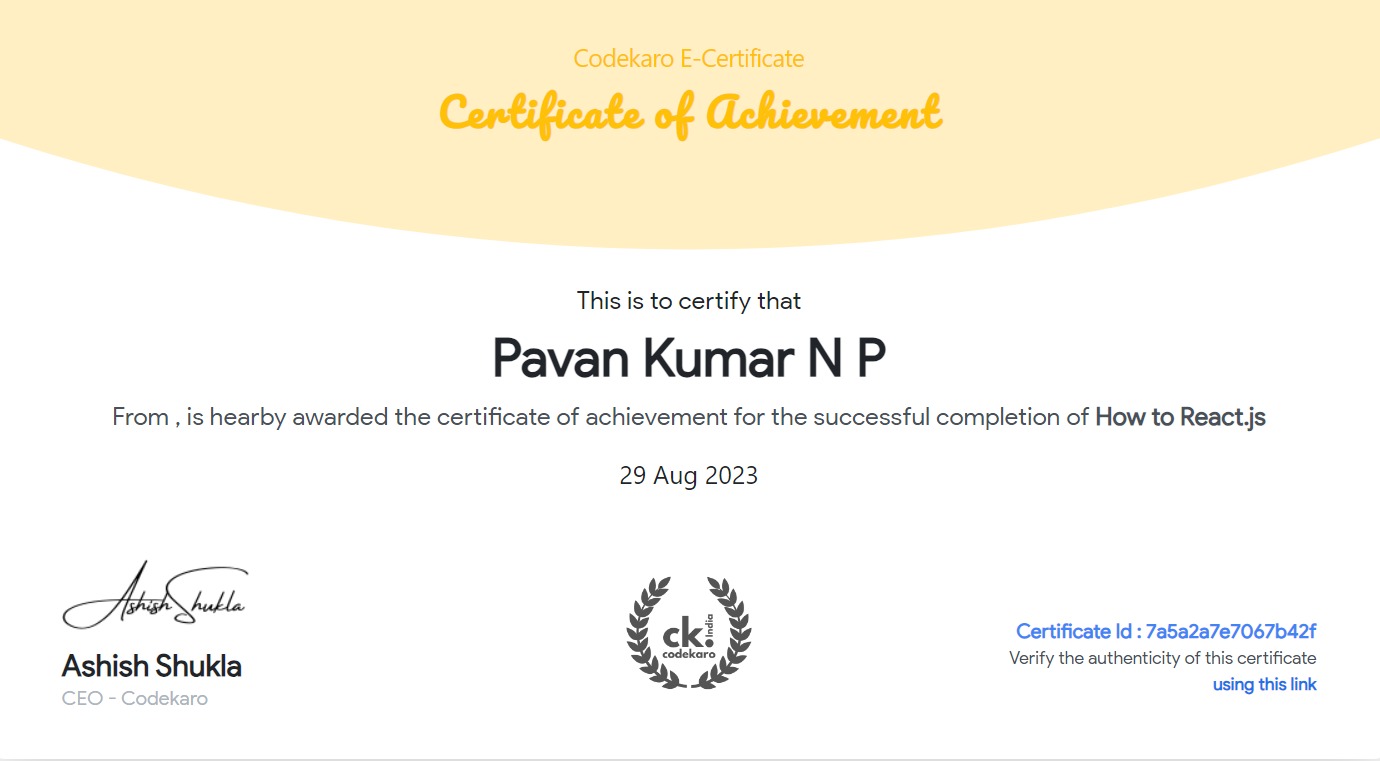 Codekaro E-Certificate
Certificate of Achievement
This is to certify that
Pavan Kumar N P
From , is hearby awarded the certificate of achievement for the successful completion of How to React.js
29 Aug 2023
Ashish Shukla
Ashish Shukla
CEO - Codekaro
ck. India
codekaro
Certificate Id : 7a5a2a7e7067b42f
Verify the authenticity of this certificate
using this link